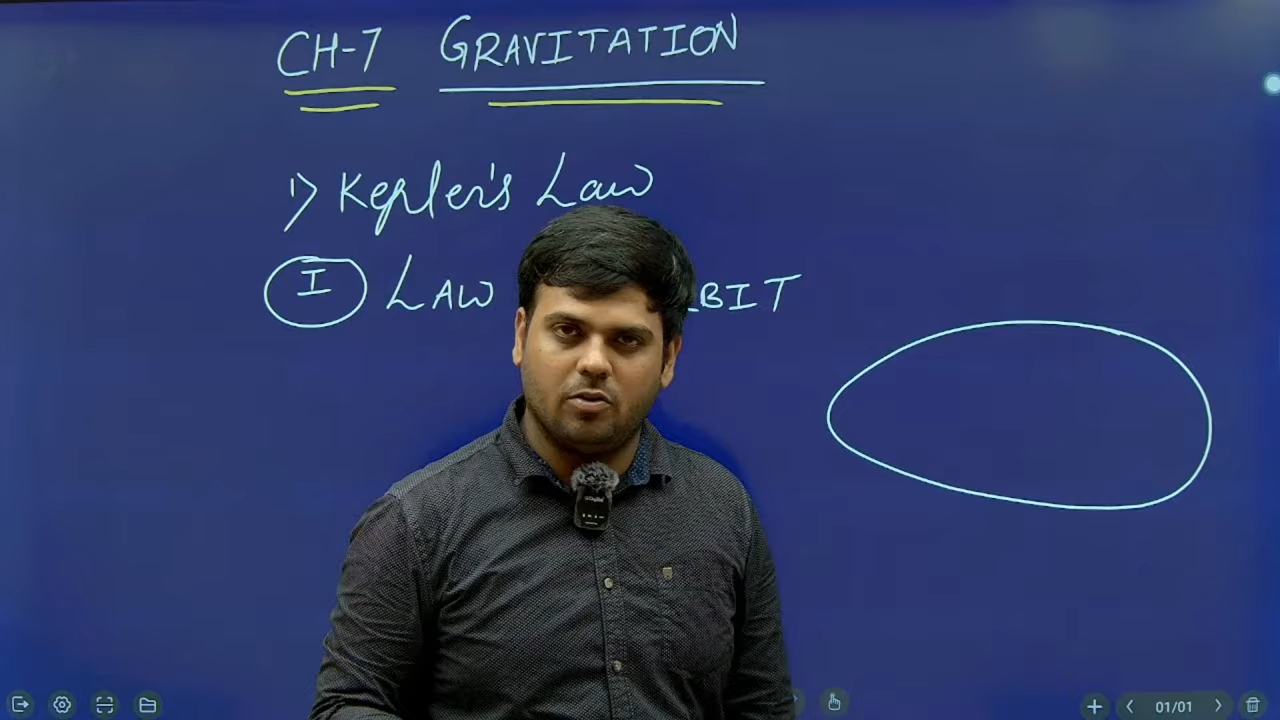 CH-7 GRAVITATION
1) Kepler's Law
I LAW BIT
01/01